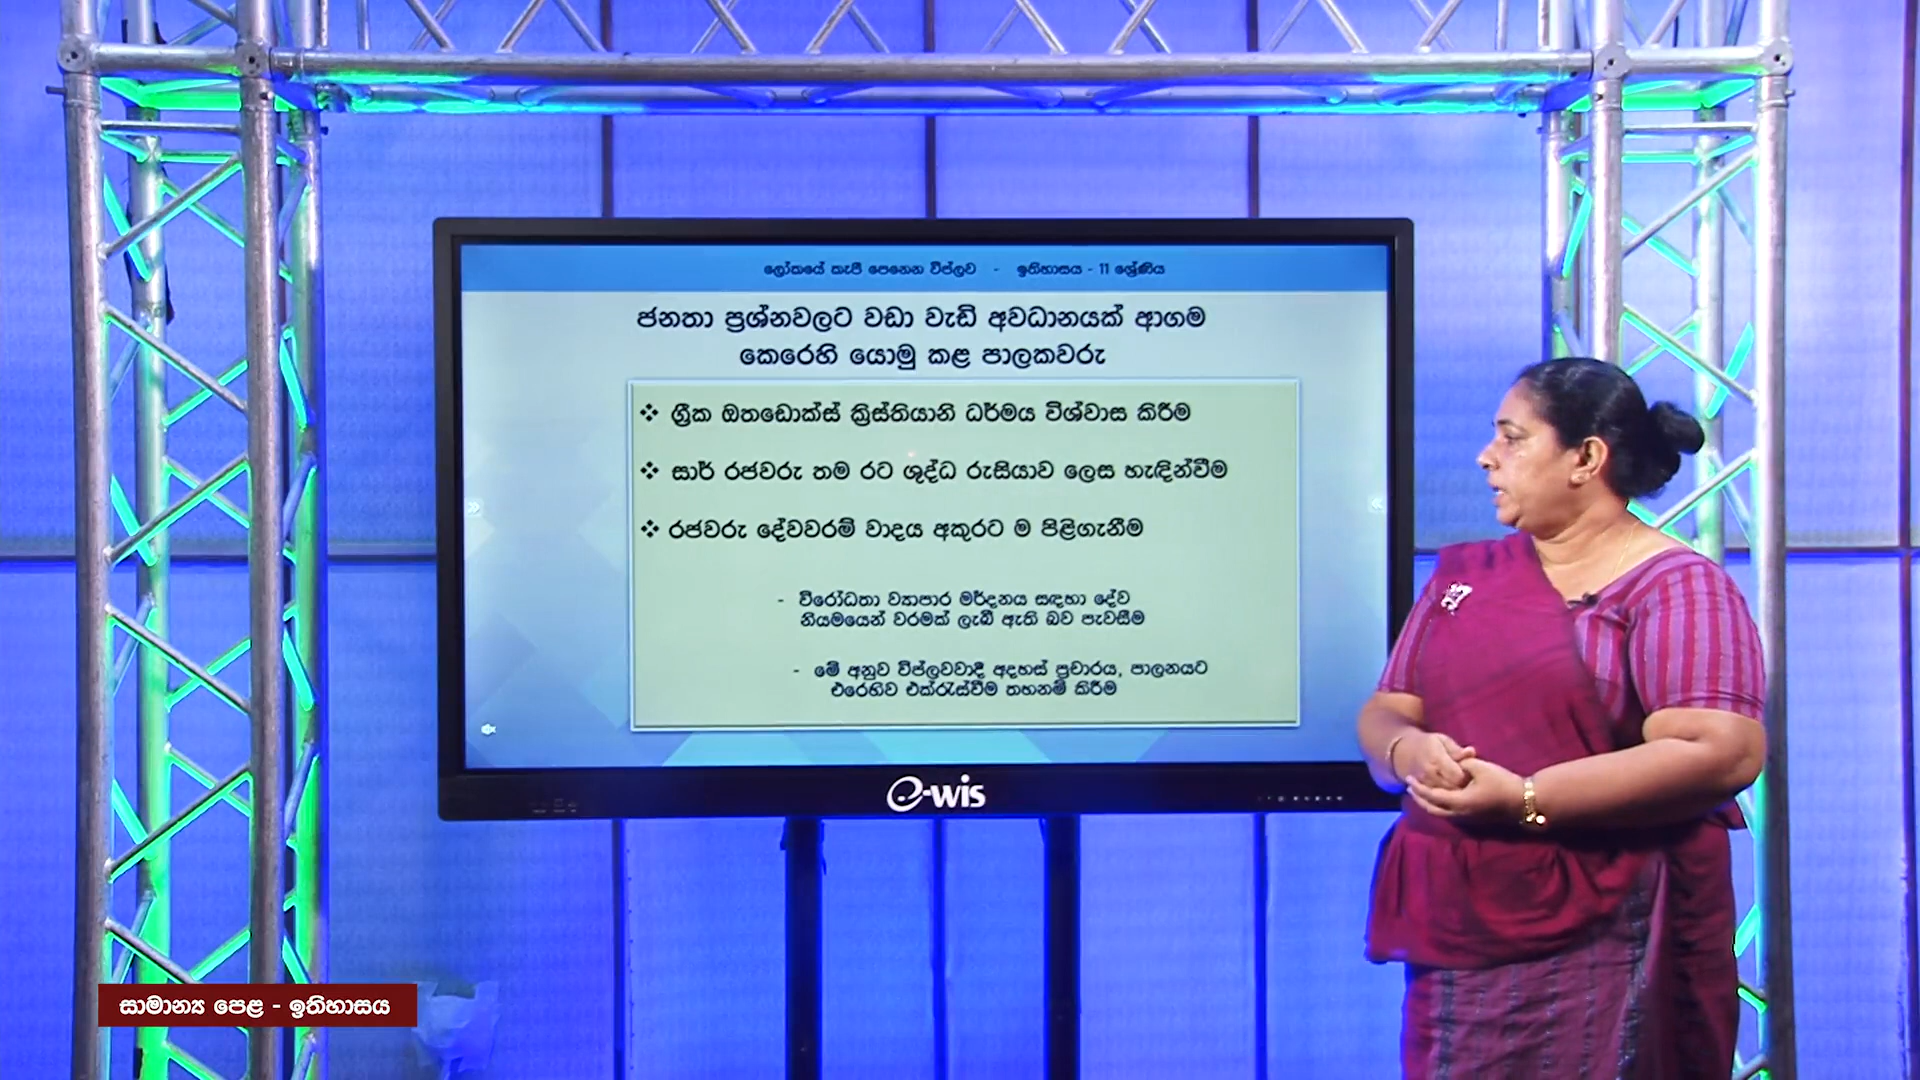 ලෝකයේ කැපී පෙනෙන විප්ලව - ඉතිහාසය - 11 ශ්‍රේණිය
ජනතා ප්‍රශ්නවලට වඩා වැඩි අවධානයක් ආගම
කෙරෙහි යොමු කළ පාලකවරු
❖ ග්‍රීක ඔතඩොක්ස් ක්‍රිස්තියානි ධර්මය විශ්වාස කිරීම
❖ සාර් රජවරු තම රට ශුද්ධ රුසියාව ලෙස හැඳින්වීම
❖ රජවරු දේවවරම් වාදය අකුරට ම පිළිගැනීම
- විරෝධතා ව්‍යාපාර මර්දනය සඳහා දේව
නියමයෙන් වරමක් ලැබී ඇති බව පැවසීම
- මේ අනුව විප්ලවවාදී අදහස් ප්‍රචාරය, පාලනයට
එරෙහිව එක්රැස්වීම තහනම් කිරීම
e-wis
සාමාන්‍ය පෙළ - ඉතිහාසය